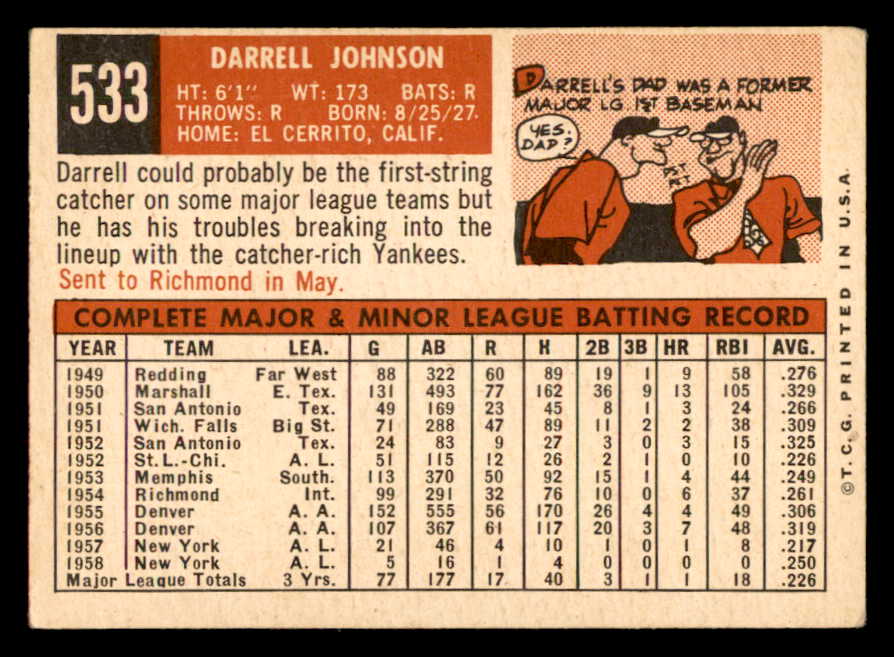 533
DARRELL JOHNSON
HT: 6'1" WT: 173 BATS: R
THROWS: R BORN: 8/25/27
HOME: EL CERRITO, CALIF.
DARRELL'S DAD WAS A FORMER
MAJOR LG 1ST BASEMAN
YES, DAD?
Darrell could probably be the first-string
catcher on some major league teams but
he has his troubles breaking into the
lineup with the catcher-rich Yankees.
Sent to Richmond in May.
COMPLETE MAJOR & MINOR LEAGUE BATTING RECORD
YEAR TEAM LEA. G AB R H 2B 3B HR RBI AVG.
1949 Redding Far West 88 322 60 89 19 1 9 58 .276
1950 Marshall E. Tex. 131 493 77 162 36 9 13 105 .329
1951 San Antonio Tex. 49 169 23 45 8 1 3 24 .266
1951 Wich. Falls Big St. 71 288 47 89 11 2 2 38 .309
1952 San Antonio Tex. 24 83 9 27 3 0 3 15 .325
1952 St.L.-Chi. A. L. 51 115 12 26 2 1 0 10 .226
1953 Memphis South. 113 370 50 92 15 1 4 44 .249
1954 Richmond Int. 99 291 32 76 10 0 6 37 .261
1955 Denver A. A. 152 555 56 170 26 4 4 49 .306
1956 Denver A. A. 107 367 61 117 20 3 7 48 .319
1957 New York A. L. 21 46 4 10 1 0 1 8 .217
1958 New York A. L. 5 16 1 4 0 0 0 0 .250
Major League Totals 3 Yrs. 77 177 17 40 3 1 1 18 .226
©T.C.G. PRINTED IN U.S.A.